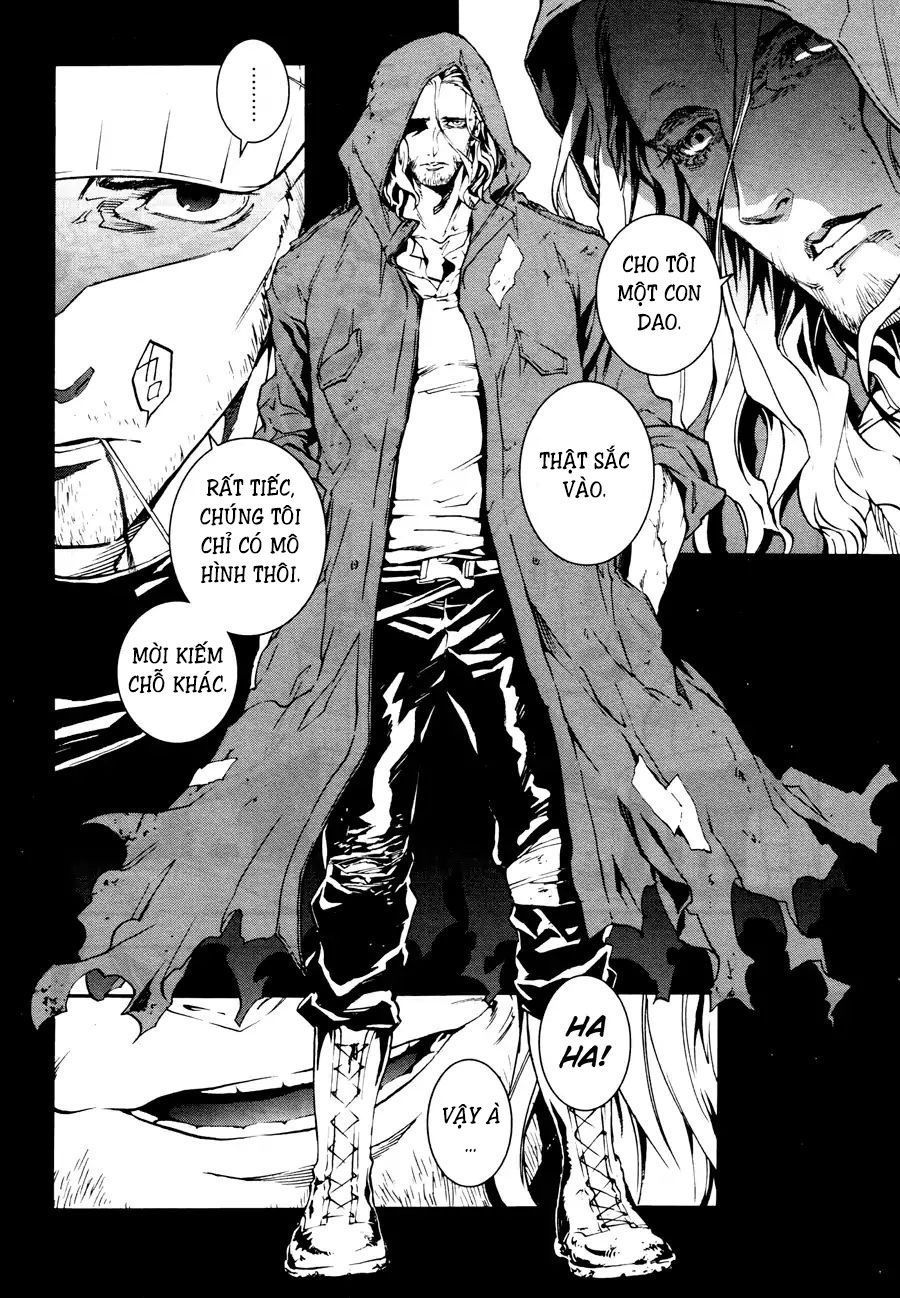 CHO TÔI
MỘT CON
DAO.
THẬT SẮC
VÀO.
........
RẤT TIẾC,
CHÚNG TÔI
CHỈ CÓ MÔ
HÌNH THÔI.
MỜI KIẾM
CHỖ KHÁC.
HA
HA!
VẬY À
...